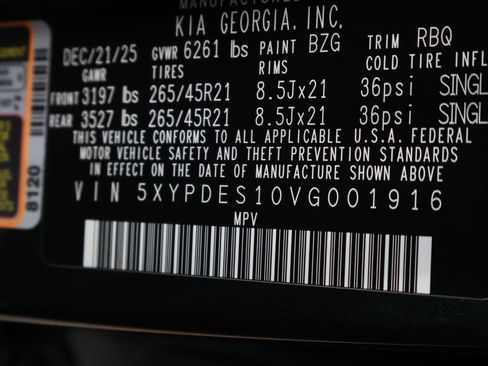 MANUFACTURED
KIA GEORGIA, INC.
DEC/21/25 GVWR 6261 lbs PAINT BZG TRIM RBQ
GAWR TIRES RIMS COLD TIRE INFL
FRONT 3197 lbs 265/45R21 8.5Jx21 36psi SINGL
REAR 3527 lbs 265/45R21 8.5Jx21 36psi SINGL
THIS VEHICLE CONFORMS TO ALL APPLICABLE U.S.A. FEDERAL
MOTOR VEHICLE SAFETY AND THEFT PREVENTION STANDARDS
IN EFFECT ON THE DATE OF MANUFACTURE SHOWN ABOVE
VIN 5XYPDES10VG001916
MPV
8120